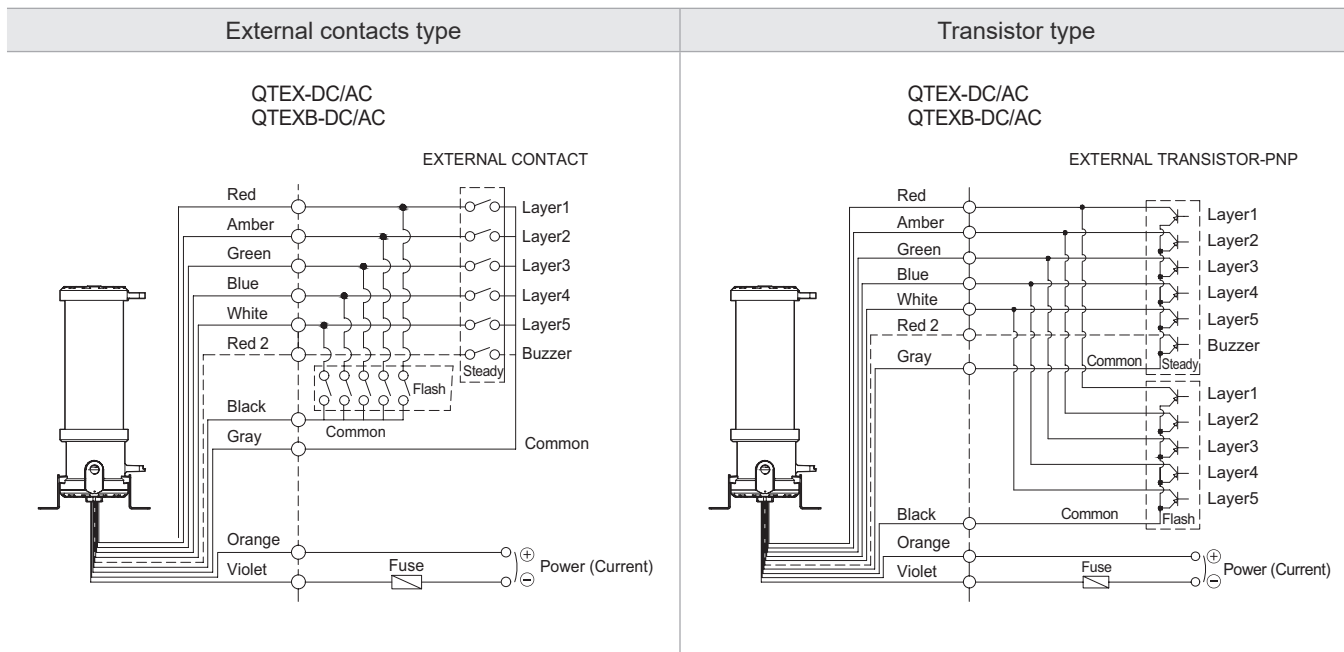 External contacts type
QTEX-DC/AC
QTEXB-DC/AC
EXTERNAL CONTACT
Red
Layer1
Amber
Layer2
Green
Layer3
Blue
Layer4
White
Layer5
Red 2
Buzzer
Steady
Flash
Black
Common
Gray
Common
Orange
Violet
Fuse
+
−
Power (Current)
Transistor type
QTEX-DC/AC
QTEXB-DC/AC
EXTERNAL TRANSISTOR-PNP
Red
Layer1
Amber
Layer2
Green
Layer3
Blue
Layer4
White
Layer5
Red 2
Buzzer
Gray
Common
Steady
Layer1
Layer2
Layer3
Layer4
Layer5
Black
Common
Flash
Orange
Violet
Fuse
+
−
Power (Current)